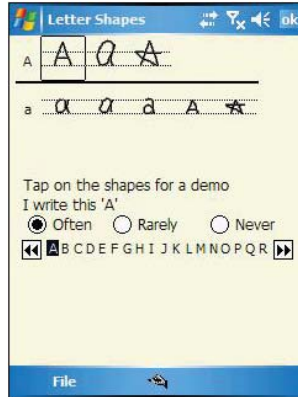 Letter Shapes ok
A A a A
a a a a A A
Tap on the shapes for a demo
I write this 'A'
Often Rarely Never
A B C D E F G H I J K L M N O P Q R
File